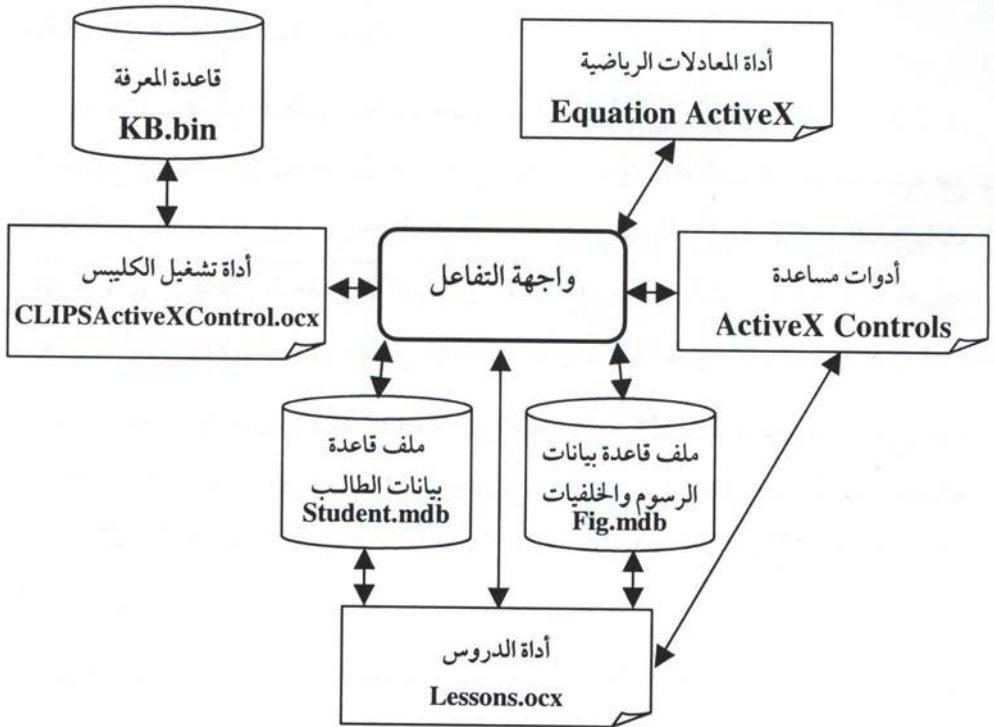 قاعدة المعرفة
KB.bin
أداة المعادلات الرياضية
Equation ActiveX
أداة تشغيل الكليبس
CLIPSActiveXControl.ocx
واجهة التفاعل
أدوات مساعدة
ActiveX Controls
ملف قاعدة
بيانات الطالـب
Student.mdb
ملف قاعدة بيانات
الرسوم والخلفيات
Fig.mdb
أداة الدروس
Lessons.ocx